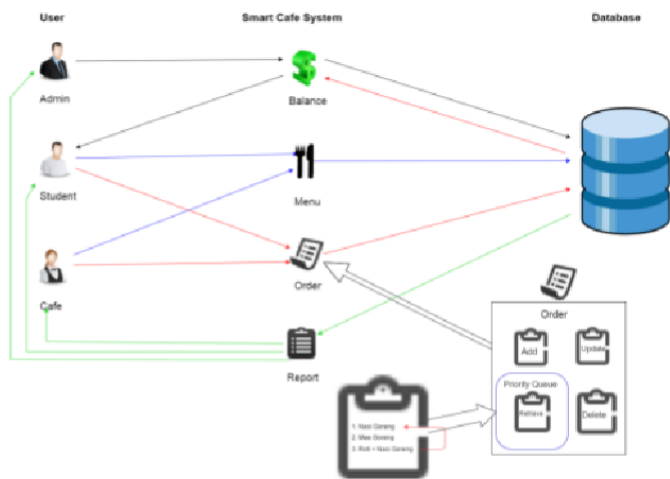 User
Smart Cafe System
Database
Admin
Balance
Student
Menu
Cafe
Order
Report
Order
Add
Update
Priority Queue
Retrieve
Delete
1. Nasi Goreng
2. Mee Goreng
3. Roti + Nasi Goreng